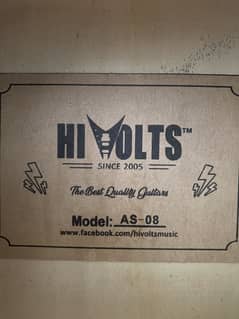 HIVOLTS™
SINCE 2005
The Best Quality Guitars
Model: AS-08
www.facebook.com/hivoltsmusic